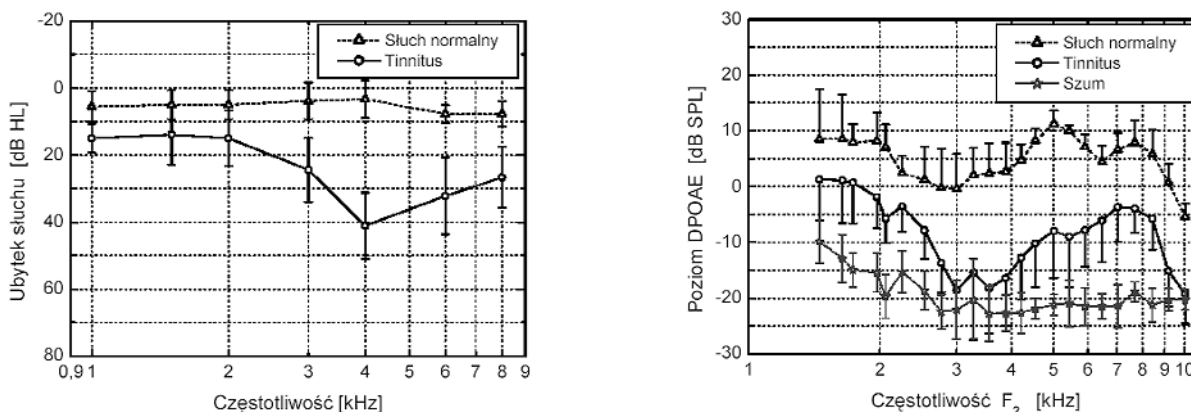 Ubytek słuchu [dB HL]
-20
0
20
40
60
80
Słuch normalny
Tinnitus
0,9 1 2 3 4 5 6 7 8 9
Częstotliwość [kHz]
Poziom DPOAE [dB SPL]
30
20
10
0
-10
-20
-30
Słuch normalny
Tinnitus
Szum
1 2 3 4 5 6 7 8 9 10
Częstotliwość F2 [kHz]